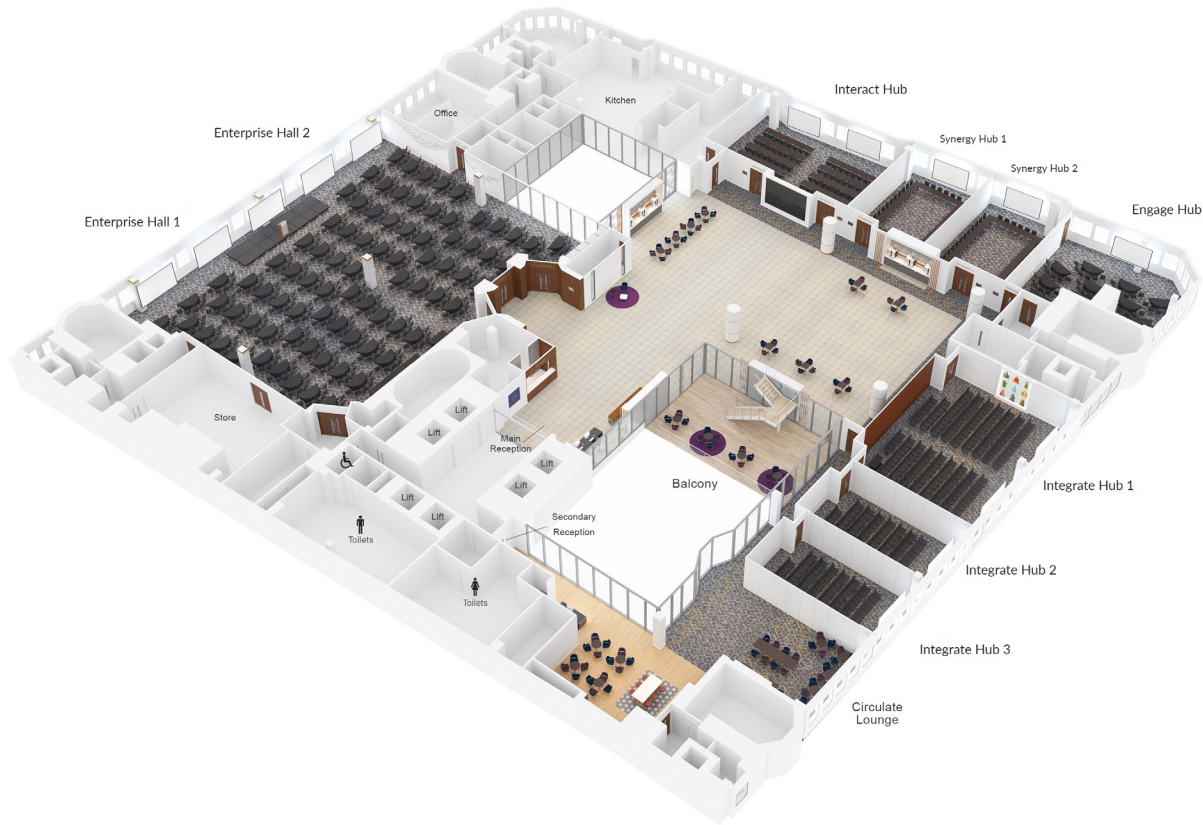 Interact Hub
Kitchen
Office
Enterprise Hall 2
Synergy Hub 1
Synergy Hub 2
Enterprise Hall 1
Engage Hub
Lift
Lift
Store
Main
Reception
Lift
Lift
Balcony
Integrate Hub 1
Lift
Lift
Secondary
Reception
Toilets
Integrate Hub 2
Toilets
Integrate Hub 3
Circulate
Lounge